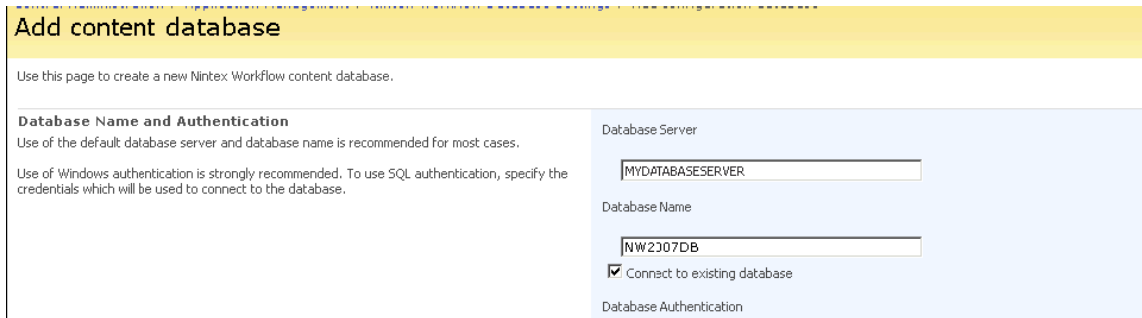 Add content database
Use this page to create a new Nintex Workflow content database.
Database Name and Authentication
Use of the default database server and database name is recommended for most cases.
Use of Windows authentication is strongly recommended. To use SQL authentication, specify the
credentials which will be used to connect to the database.
Database Server
MYDATABASESERVER
Database Name
NW2007DB
Connect to existing database
Database Authentication